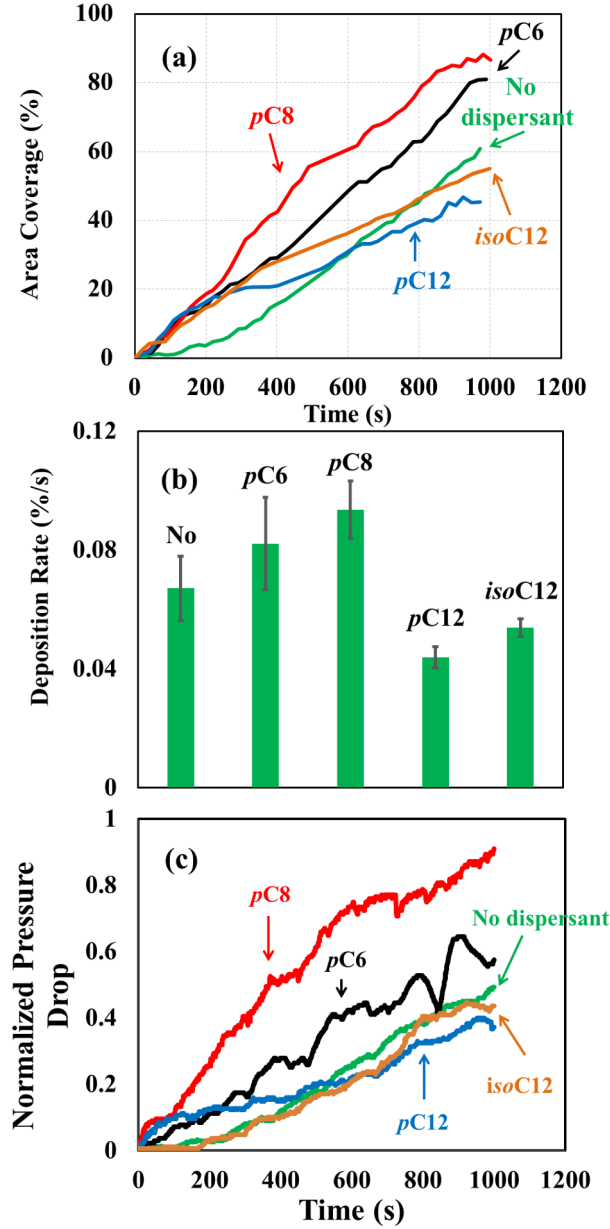 (a)
100
80
60
40
20
0
Area Coverage (%)
pC6
No
dispersant
pC8
isoC12
pC12
0 200 400 600 800 1000 1200
Time (s)
(b)
0.12
0.08
0.04
0
Deposition Rate (%/s)
No
pC6
pC8
pC12
isoC12
(c)
1
0.8
0.6
0.4
0.2
0
Normalized Pressure
Drop
pC8
pC6
No dispersant
isoC12
pC12
0 200 400 600 800 1000 1200
Time (s)